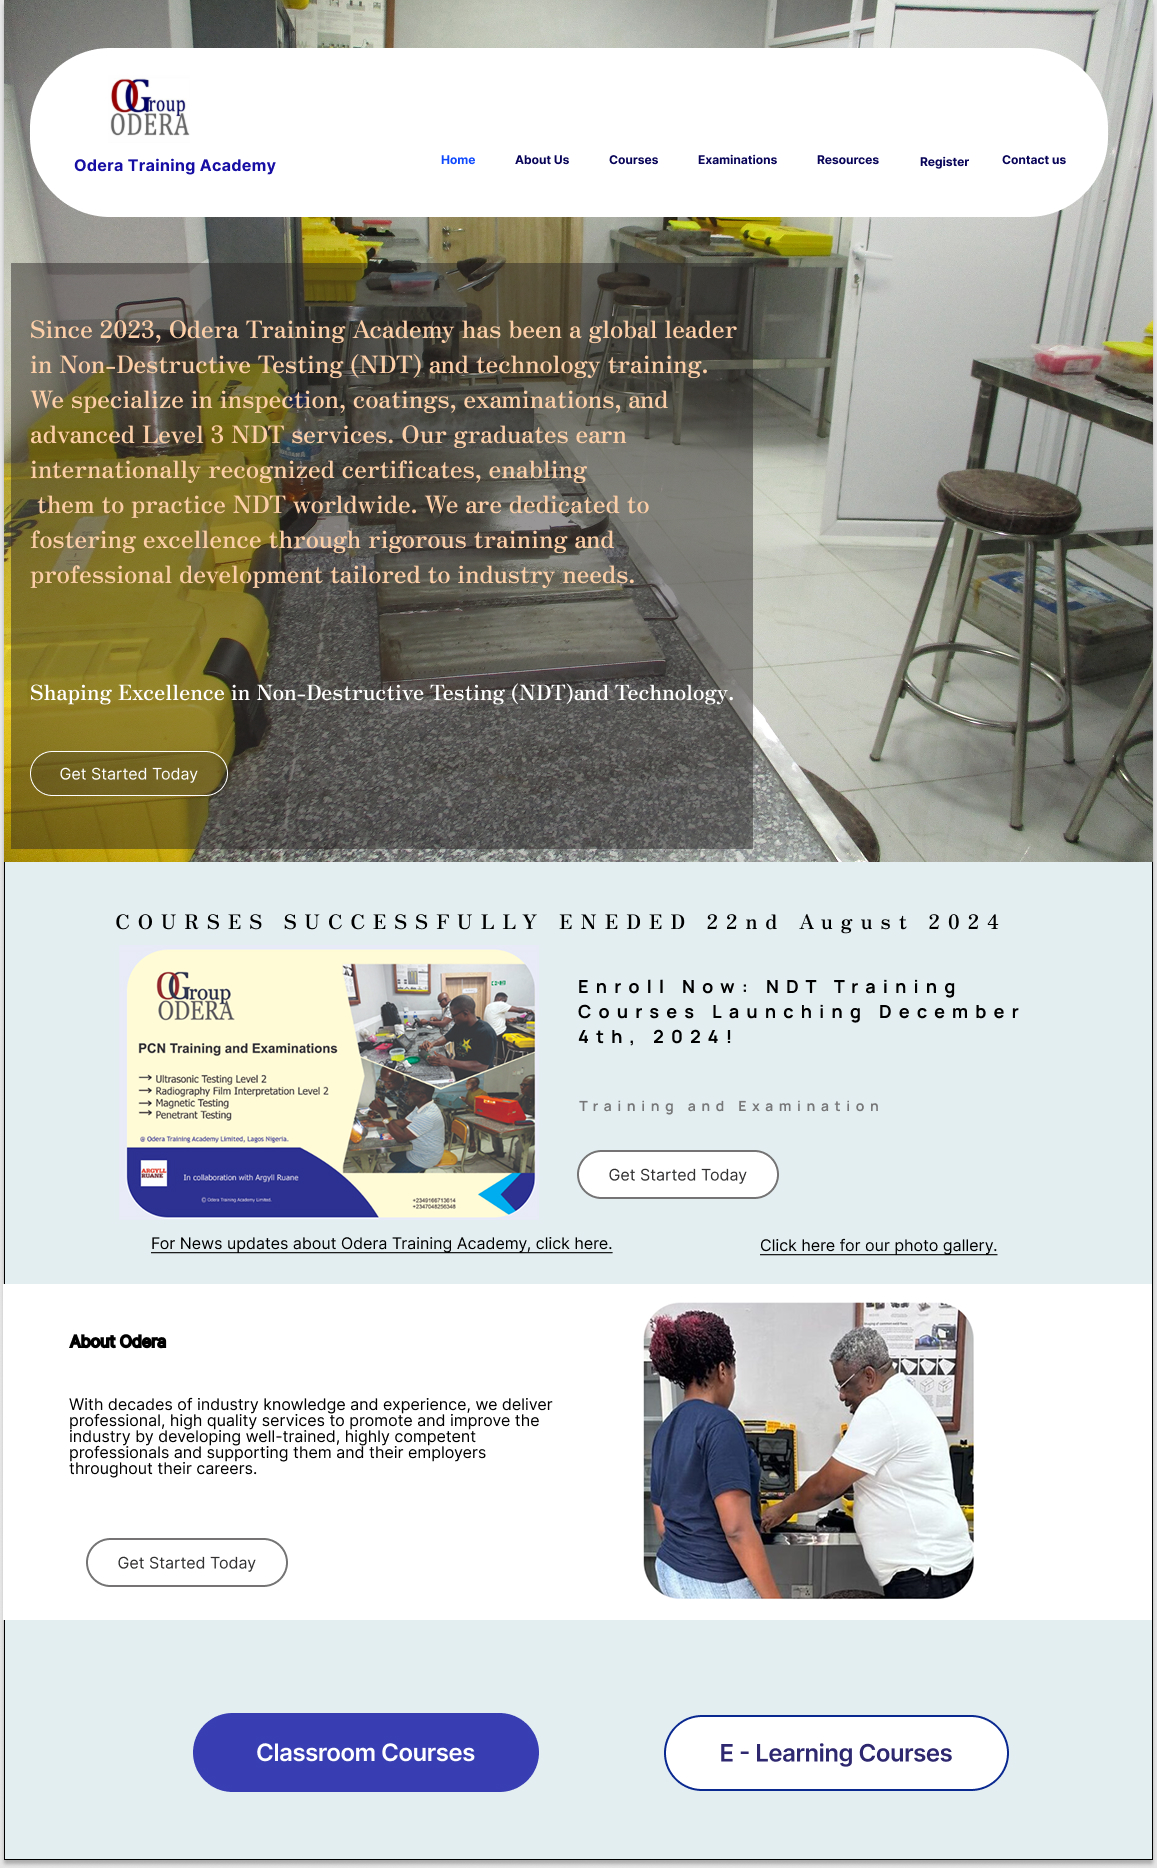 OGroup
ODERA
Odera Training Academy
Home
About Us
Courses
Examinations
Resources
Register
Contact us
Since 2023, Odera Training Academy has been a global leader
in Non-Destructive Testing (NDT) and technology training.
We specialize in inspection, coatings, examinations, and
advanced Level 3 NDT services. Our graduates earn
internationally recognized certificates, enabling
them to practice NDT worldwide. We are dedicated to
fostering excellence through rigorous training and
professional development tailored to industry needs.
Shaping Excellence in Non-Destructive Testing (NDT)and Technology.
Get Started Today
COURSES SUCCESSFULLY ENEDED 22nd August 2024
OGroup
ODERA
PCN Training and Examinations
→ Ultrasonic Testing Level 2
→ Radiography Film Interpretation Level 2
→ Magnetic Testing
→ Penetrant Testing
@ Odera Training Academy Limited, Lagos Nigeria.
ARGYLL
RUANE
In collaboration with Argyll Ruane
© Odera Training Academy Limited.
+2349166713614
+2347048256348
Enroll Now: NDT Training
Courses Launching December
4th, 2024!
Training and Examination
Get Started Today
For News updates about Odera Training Academy, click here.
Click here for our photo gallery.
About Odera
With decades of industry knowledge and experience, we deliver
professional, high quality services to promote and improve the
industry by developing well-trained, highly competent
professionals and supporting them and their employers
throughout their careers.
Get Started Today
Classroom Courses
E - Learning Courses